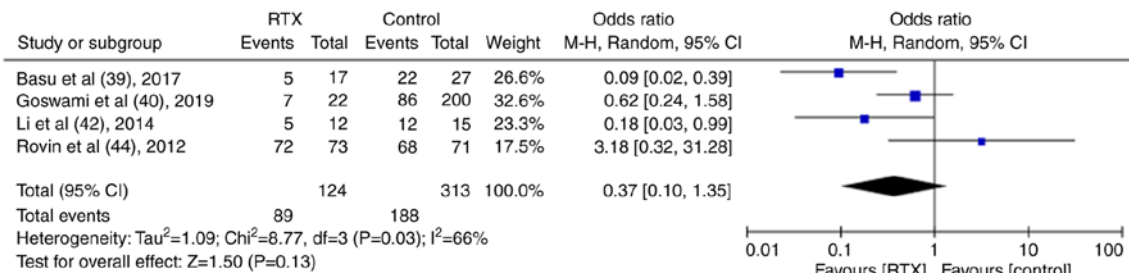 RTX Control Odds ratio Odds ratio
Study or subgroup Events Total Events Total Weight M-H, Random, 95% CI M-H, Random, 95% CI
Basu et al (39), 2017 5 17 22 27 26.6% 0.09 [0.02, 0.39]
Goswami et al (40), 2019 7 22 86 200 32.6% 0.62 [0.24, 1.58]
Li et al (42), 2014 5 12 12 15 23.3% 0.18 [0.03, 0.99]
Rovin et al (44), 2012 72 73 68 71 17.5% 3.18 [0.32, 31.28]
Total (95% CI) 124 313 100.0% 0.37 [0.10, 1.35]
Total events 89 188
Heterogeneity: Tau²=1.09; Chi²=8.77, df=3 (P=0.03); I²=66%
Test for overall effect: Z=1.50 (P=0.13)
0.01 0.1 1 10 100
Favours [RTX] Favours [control]